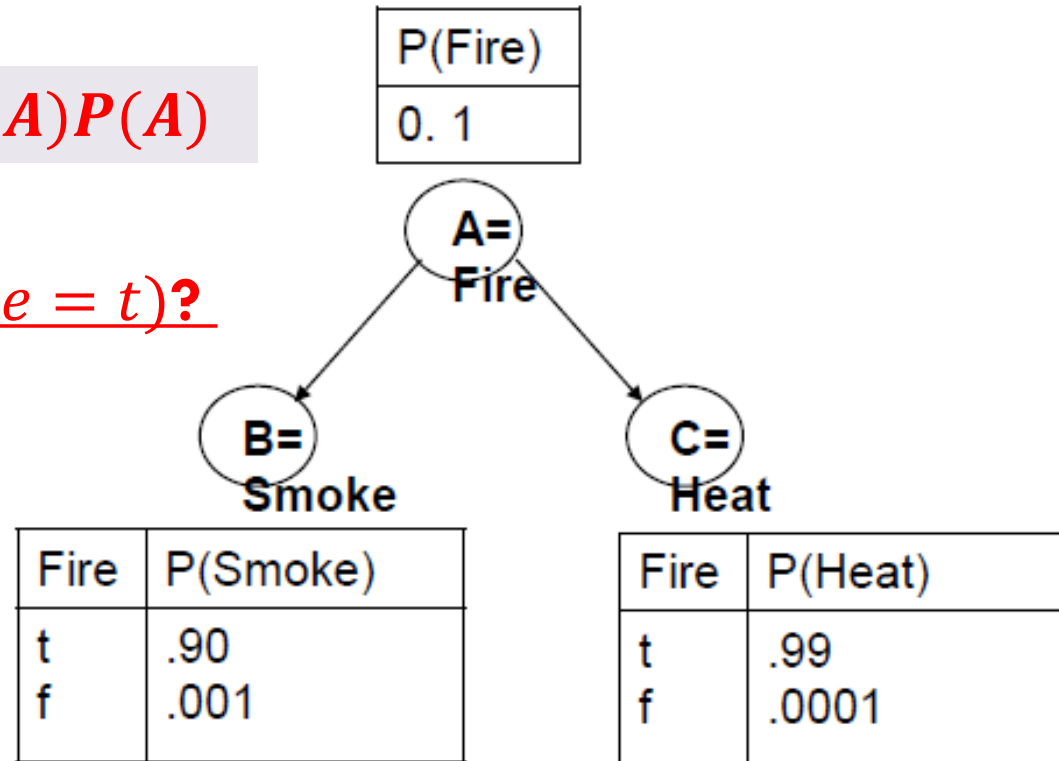 P(Fire)
0. 1
A)P(A)
A=
Fire
e = t)?
B=
Smoke
C=
Heat
Fire P(Smoke)
t .90
f .001
Fire P(Heat)
t .99
f .0001